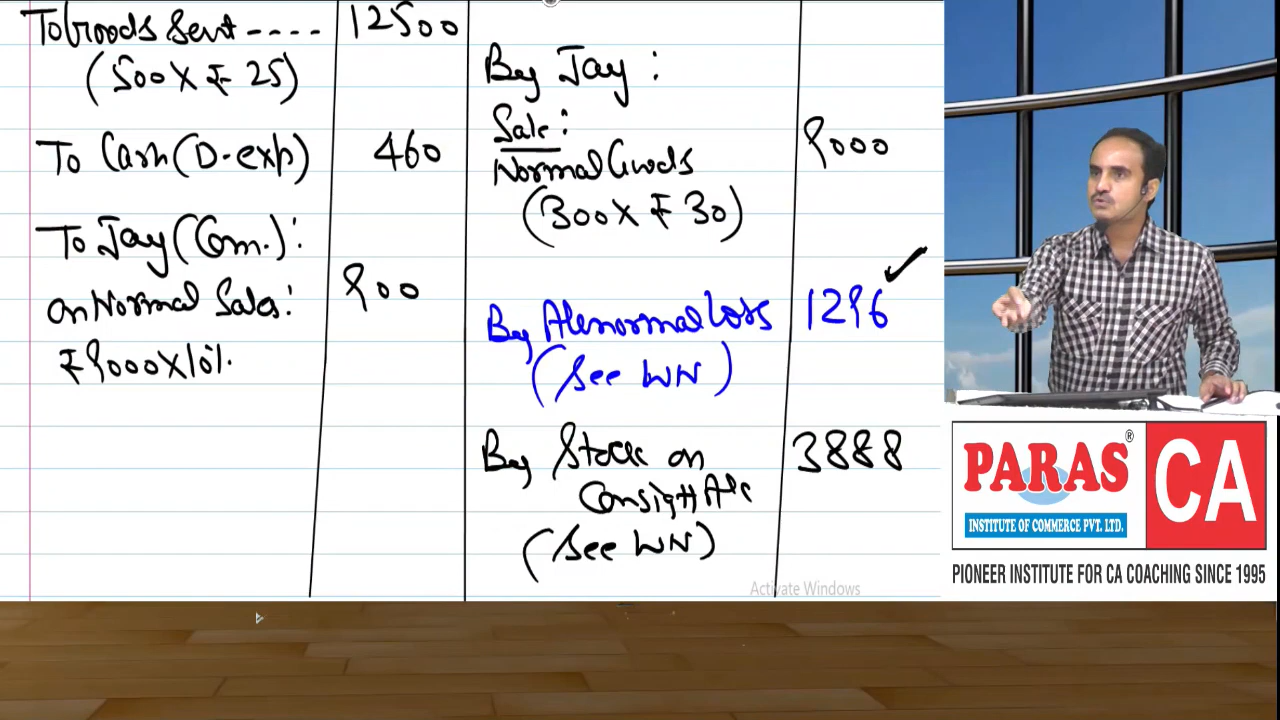 To Goods Sent ---- 12500
(500 X ₹ 25)
To Cash (D.exp) 460
To Jay (Com.):
on Normal Sales: 900
₹ 9000 X 10%
By Jay:
Sale:
Normal Goods 9000
(300 X ₹ 30)
By Abnormal Loss 1296
(See WN)
By Stock on 3888
Consigtt A/c
(See WN)
Activate Windows
PARAS®
INSTITUTE OF COMMERCE PVT. LTD.
CA
PIONEER INSTITUTE FOR CA COACHING SINCE 1995